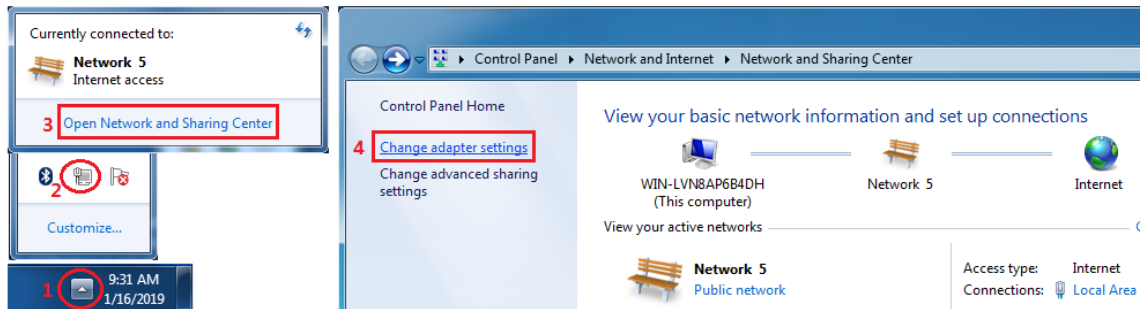 Currently connected to:
Network 5
Internet access
3 Open Network and Sharing Center
2
Customize...
1
9:31 AM
1/16/2019
Control Panel Network and Internet Network and Sharing Center
Control Panel Home
4 Change adapter settings
Change advanced sharing
settings
View your basic network information and set up connections
WIN-LVN8AP6B4DH
(This computer)
Network 5
Internet
View your active networks
Network 5
Public network
Access type: Internet
Connections: Local Area